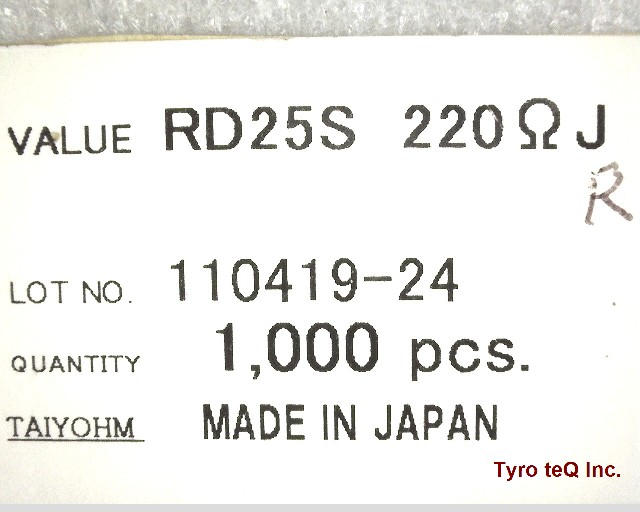 VALUE RD25S 220Ω J
R
LOT NO. 110419-24
QUANTITY 1,000 pcs.
TAIYOHM MADE IN JAPAN
Tyro teQ Inc.